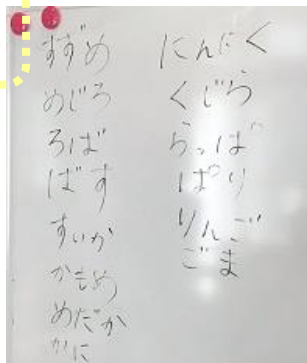 すずめ
めじろ
ろば
ばす
すいか
かもめ
めだか
かに
にんにく
くじら
らっぱ
ぱり
りんご
ごま